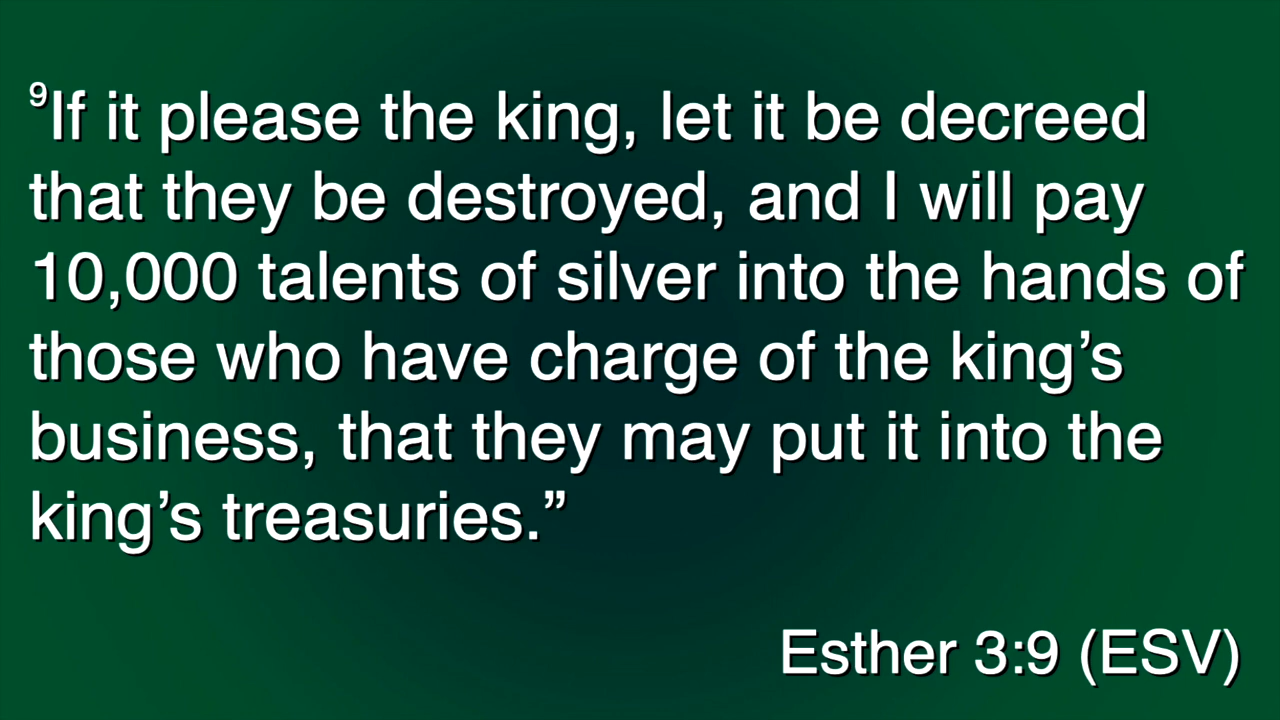 ⁹If it please the king, let it be decreed
that they be destroyed, and I will pay
10,000 talents of silver into the hands of
those who have charge of the king’s
business, that they may put it into the
king’s treasuries.”
Esther 3:9 (ESV)